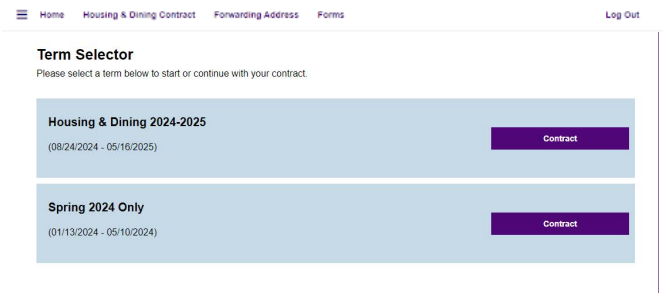 Home Housing & Dining Contract Forwarding Address Forms Log Out
Term Selector
Please select a term below to start or continue with your contract.
Housing & Dining 2024-2025
Contract
(08/24/2024 - 05/16/2025)
Spring 2024 Only
Contract
(01/13/2024 - 05/10/2024)